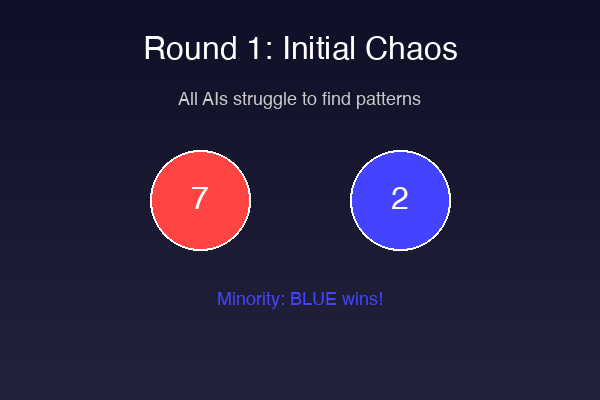 Round 1: Initial Chaos
All AIs struggle to find patterns
7 2
Minority: BLUE wins!